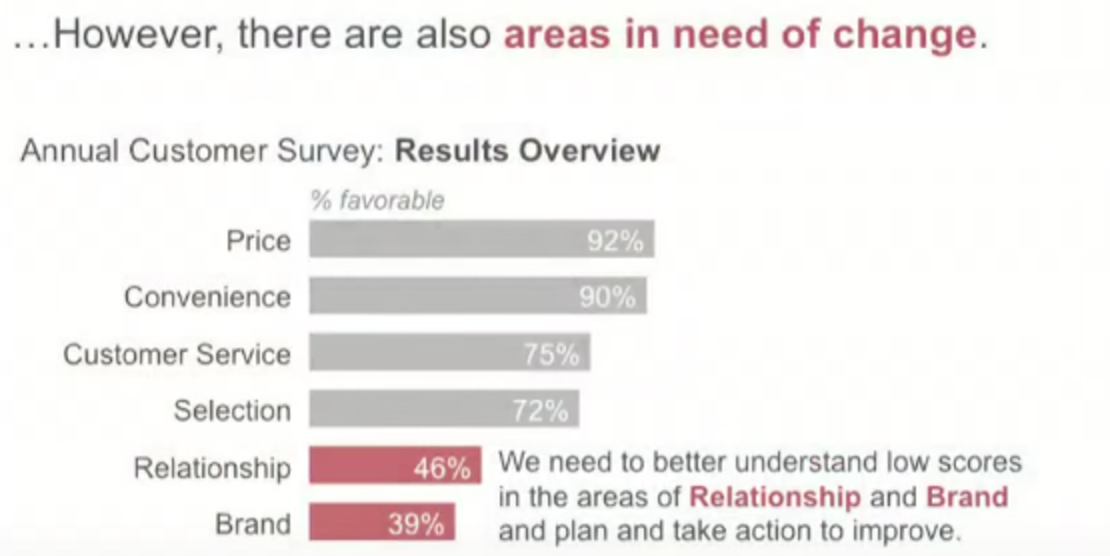 …However, there are also areas in need of change.
Annual Customer Survey: Results Overview
% favorable
Price 92%
Convenience 90%
Customer Service 75%
Selection 72%
Relationship 46%
Brand 39%
We need to better understand low scores
in the areas of Relationship and Brand
and plan and take action to improve.